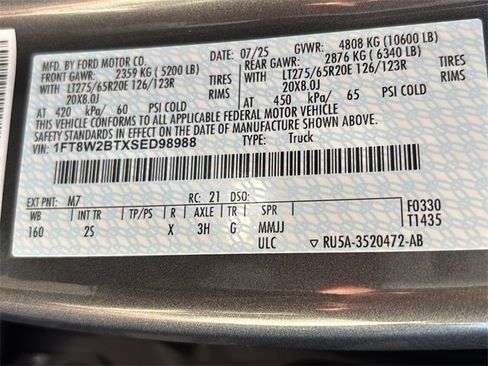 MFD. BY FORD MOTOR CO. 07/25 GVWR: 4808 KG (10600 LB)
FRONT GAWR: 2359 KG ( 5200 LB) REAR GAWR: 2876 KG ( 6340 LB)
WITH LT275/65R20E 126/123R TIRES WITH LT275/65R20E 126/123R TIRES
20X8.0J RIMS 20X8.0J RIMS
AT 420 kPa/ 60 PSI COLD AT 450 kPa/ 65 PSI COLD
THIS VEHICLE CONFORMS TO ALL APPLICABLE FEDERAL MOTOR VEHICLE
SAFETY STANDARDS IN EFFECT ON THE DATE OF MANUFACTURE SHOWN ABOVE.
VIN: 1FT8W2BTXSED98988 TYPE: Truck
EXT PNT: M7 RC: 21 DSO: F0330
WB INT TR TP/PS R AXLE TR SPR T1435
160 2S X 3H G MMJJ
ULC ▽ RU5A-3520472-AB